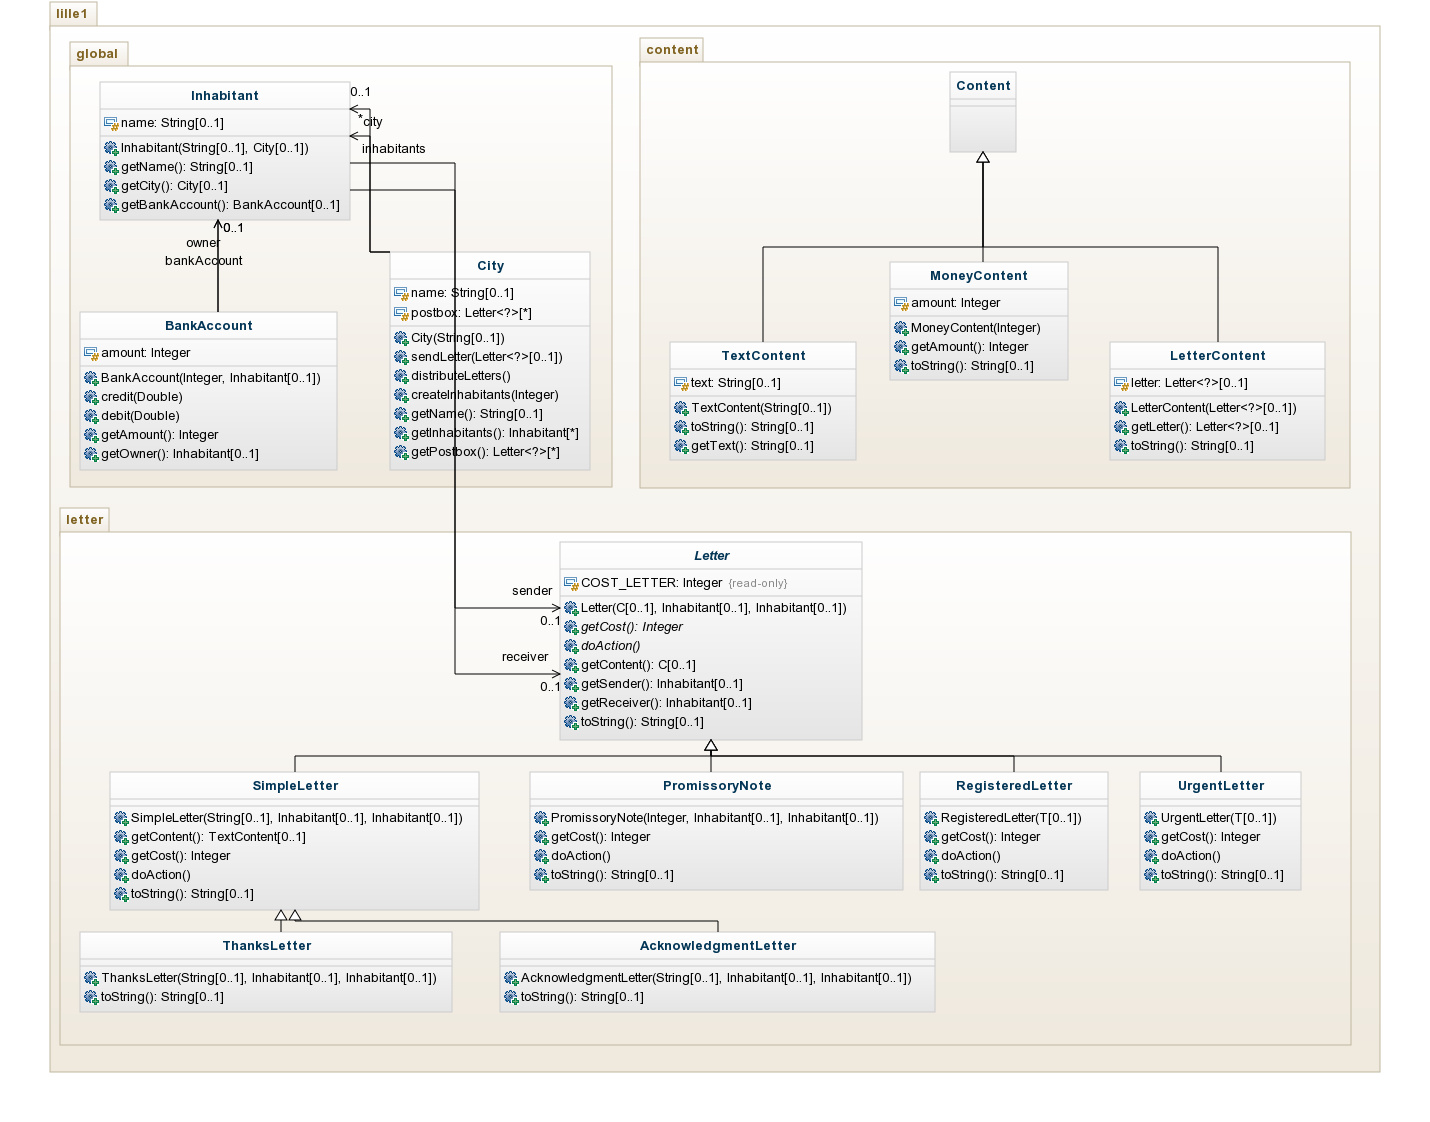 lille1
global
Inhabitant
name: String[0..1]
Inhabitant(String[0..1], City[0..1])
getName(): String[0..1]
getCity(): City[0..1]
getBankAccount(): BankAccount[0..1]
0..1
*city
inhabitants
0..1
owner
bankAccount
BankAccount
amount: Integer
BankAccount(Integer, Inhabitant[0..1])
credit(Double)
debit(Double)
getAmount(): Integer
getOwner(): Inhabitant[0..1]
City
name: String[0..1]
postbox: Letter<?>[*]
City(String[0..1])
sendLetter(Letter<?>[0..1])
distributeLetters()
createInhabitants(Integer)
getName(): String[0..1]
getInhabitants(): Inhabitant[*]
getPostbox(): Letter<?>[*]
content
Content
MoneyContent
amount: Integer
MoneyContent(Integer)
getAmount(): Integer
toString(): String[0..1]
TextContent
text: String[0..1]
TextContent(String[0..1])
toString(): String[0..1]
getText(): String[0..1]
LetterContent
letter: Letter<?>[0..1]
LetterContent(Letter<?>[0..1])
getLetter(): Letter<?>[0..1]
toString(): String[0..1]
letter
Letter
COST_LETTER: Integer {read-only}
Letter(C[0..1], Inhabitant[0..1], Inhabitant[0..1])
getCost(): Integer
doAction()
getContent(): C[0..1]
getSender(): Inhabitant[0..1]
getReceiver(): Inhabitant[0..1]
toString(): String[0..1]
sender
0..1
receiver
0..1
SimpleLetter
SimpleLetter(String[0..1], Inhabitant[0..1], Inhabitant[0..1])
getContent(): TextContent[0..1]
getCost(): Integer
doAction()
toString(): String[0..1]
PromissoryNote
PromissoryNote(Integer, Inhabitant[0..1], Inhabitant[0..1])
getCost(): Integer
doAction()
toString(): String[0..1]
RegisteredLetter
RegisteredLetter(T[0..1])
getCost(): Integer
doAction()
toString(): String[0..1]
UrgentLetter
UrgentLetter(T[0..1])
getCost(): Integer
doAction()
toString(): String[0..1]
ThanksLetter
ThanksLetter(String[0..1], Inhabitant[0..1], Inhabitant[0..1])
toString(): String[0..1]
AcknowledgmentLetter
AcknowledgmentLetter(String[0..1], Inhabitant[0..1], Inhabitant[0..1])
toString(): String[0..1]